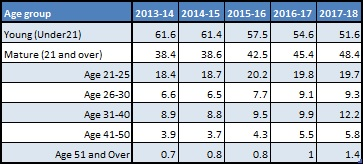 Age group 2013-14 2014-15 2015-16 2016-17 2017-18
Young (Under21) 61.6 61.4 57.5 54.6 51.6
Mature (21 and over) 38.4 38.6 42.5 45.4 48.4
Age 21-25 18.4 18.7 20.2 19.8 19.7
Age 26-30 6.6 6.5 7.7 9.1 9.3
Age 31-40 8.9 8.8 9.5 9.9 12.2
Age 41-50 3.9 3.7 4.3 5.5 5.8
Age 51 and Over 0.7 0.8 0.8 1 1.4